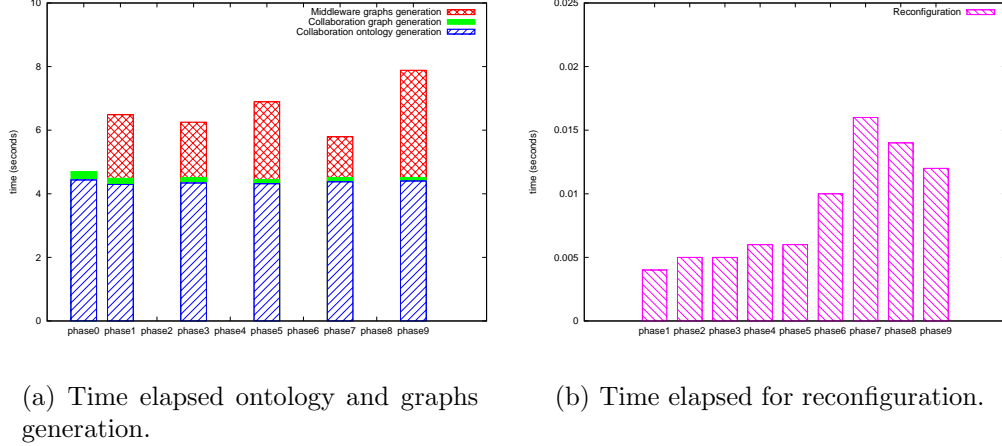 10
8
6
4
2
0
time (seconds)
Middleware graphs generation
Collaboration graph generation
Collaboration ontology generation
phase0 phase1 phase2 phase3 phase4 phase5 phase6 phase7 phase8 phase9
(a) Time elapsed ontology and graphs
generation.
0.025
0.02
0.015
0.01
0.005
0
time (seconds)
Reconfiguration
phase1 phase2 phase3 phase4 phase5 phase6 phase7 phase8 phase9
(b) Time elapsed for reconfiguration.